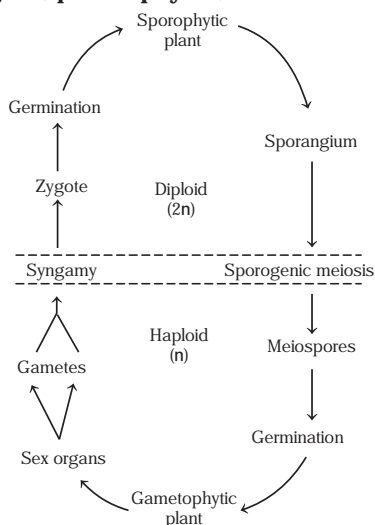 Sporophytic
plant
Germination
Sporangium
Zygote
Diploid
(2n)
Syngamy
Sporogenic meiosis
Haploid
(n)
Meiospores
Gametes
Germination
Sex organs
Gametophytic
plant